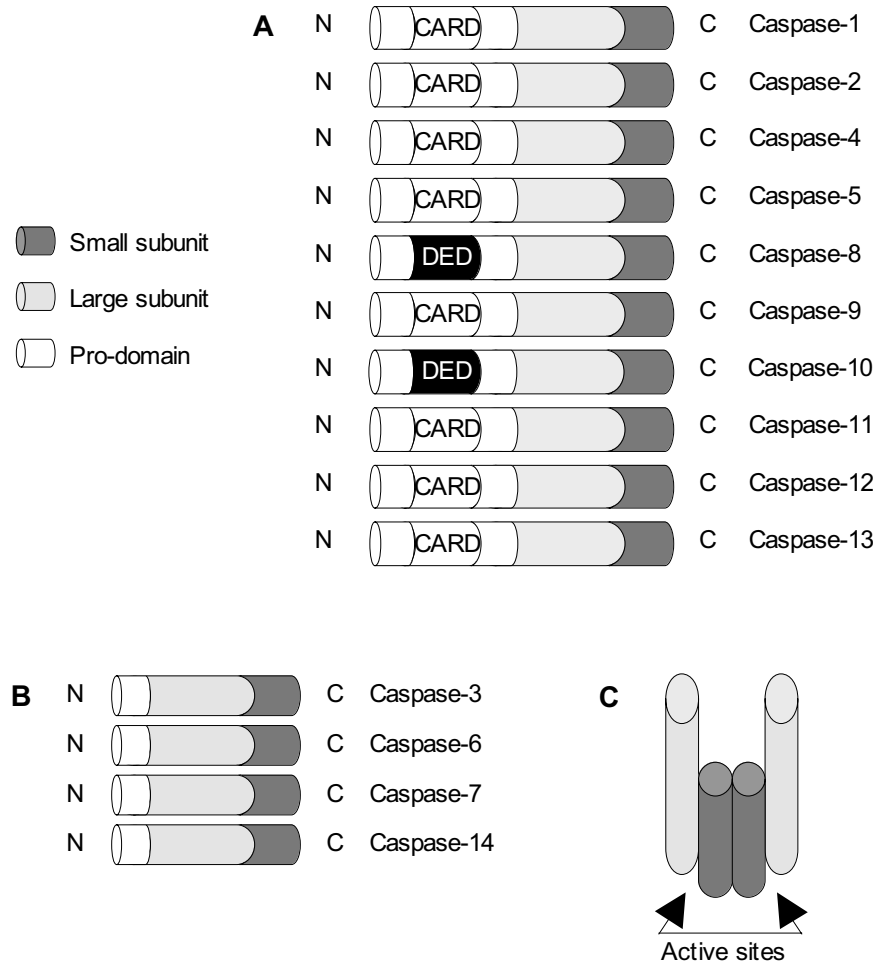 A N CARD C Caspase-1
N CARD C Caspase-2
N CARD C Caspase-4
N CARD C Caspase-5
N DED C Caspase-8
N CARD C Caspase-9
N DED C Caspase-10
N CARD C Caspase-11
N CARD C Caspase-12
N CARD C Caspase-13
Small subunit
Large subunit
Pro-domain
B N C Caspase-3
N C Caspase-6
N C Caspase-7
N C Caspase-14
C
Active sites